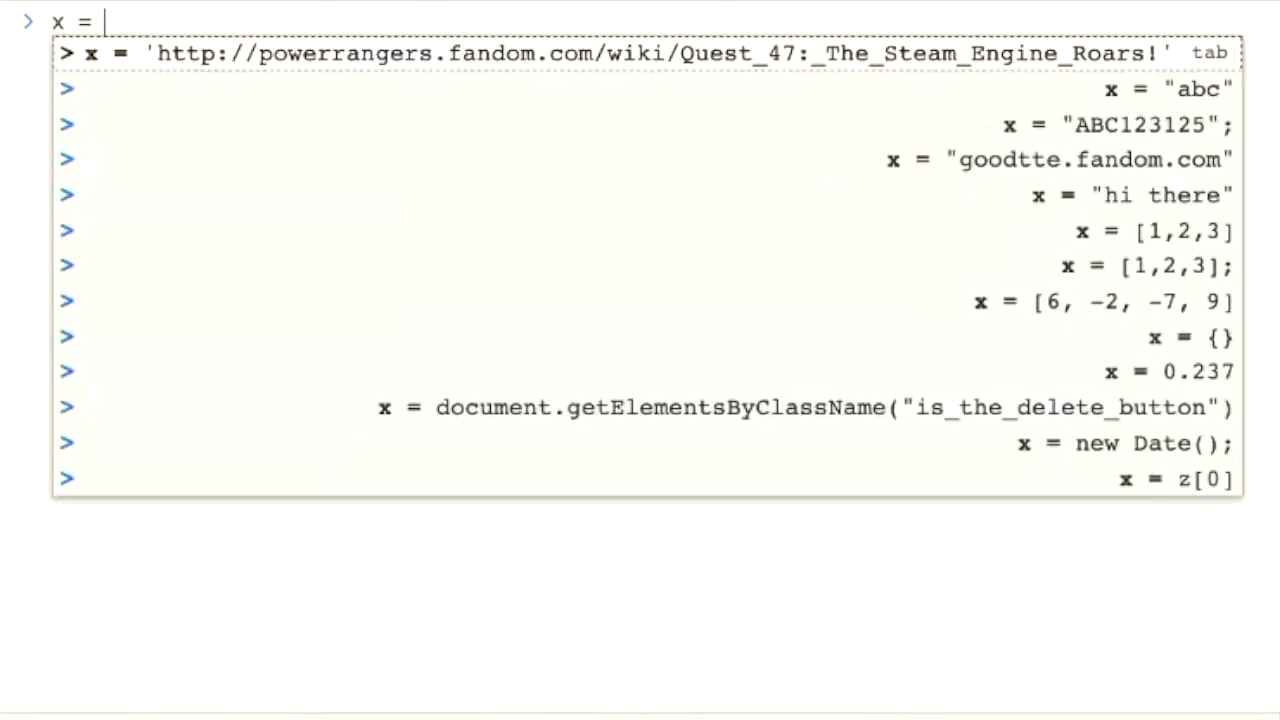 > x =
> x = 'http://powerrangers.fandom.com/wiki/Quest_47:_The_Steam_Engine_Roars!' tab
> x = "abc"
> x = "ABC123125";
> x = "goodtte.fandom.com"
> x = "hi there"
> x = [1,2,3]
> x = [1,2,3];
> x = [6, -2, -7, 9]
> x = {}
> x = 0.237
> x = document.getElementsByClassName("is_the_delete_button")
> x = new Date();
> x = z[0]